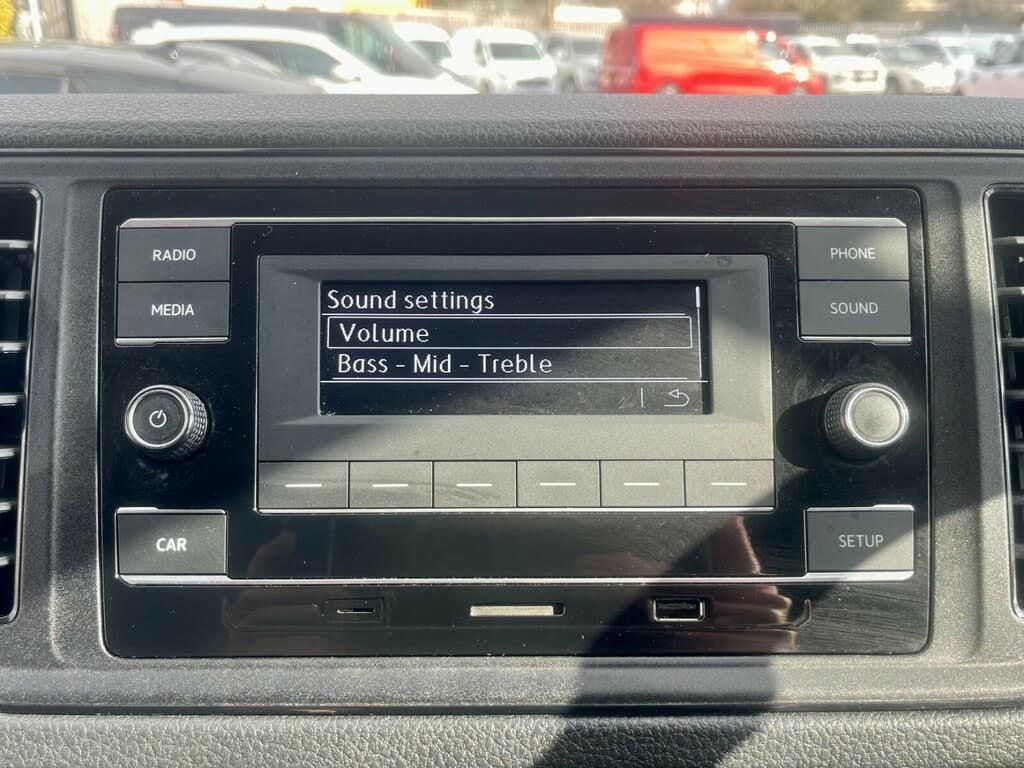 RADIO
MEDIA
Sound settings
Volume
Bass - Mid - Treble
PHONE
SOUND
CAR
SETUP